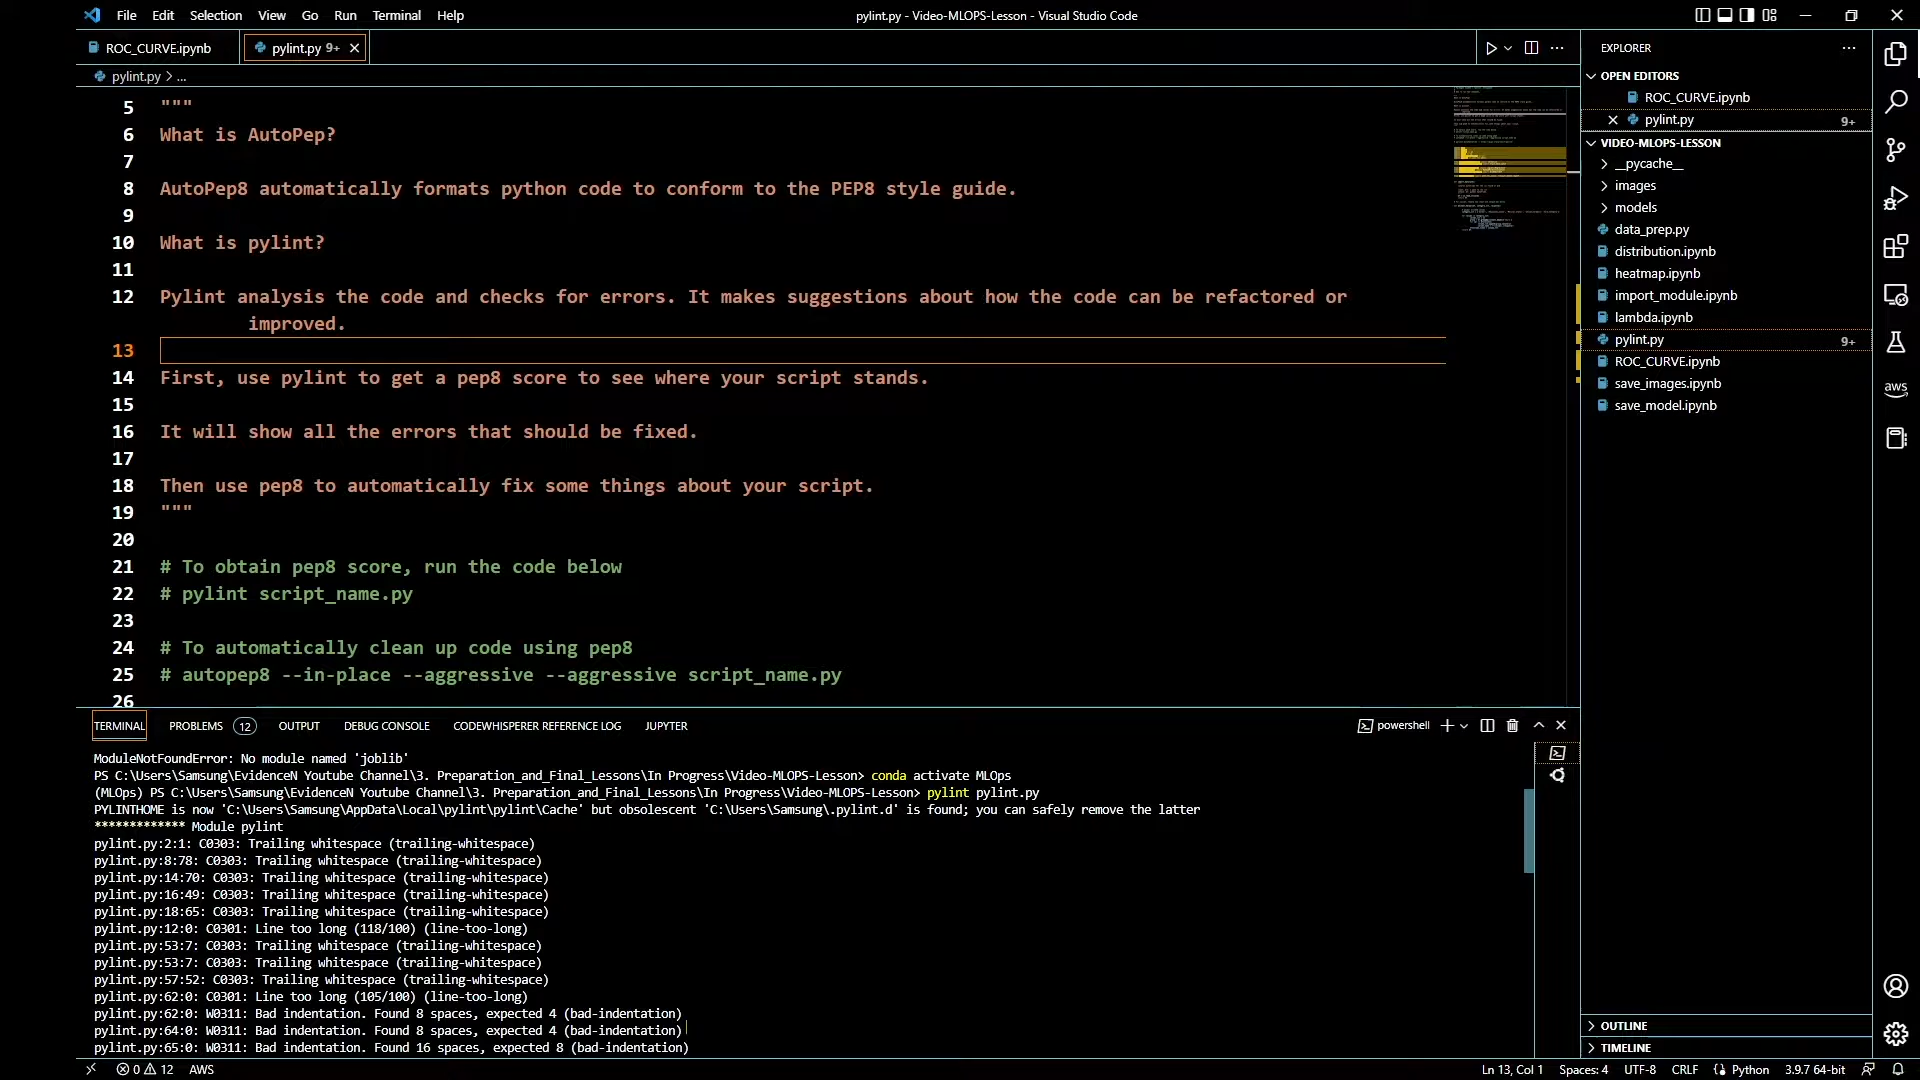 File Edit Selection View Go Run Terminal Help
pylint.py - Video-MLOPS-Lesson - Visual Studio Code
ROC_CURVE.ipynb
pylint.py 9+
pylint.py > ...
5 """
6 What is AutoPep?
7
8 AutoPep8 automatically formats python code to conform to the PEP8 style guide.
9
10 What is pylint?
11
12 Pylint analysis the code and checks for errors. It makes suggestions about how the code can be refactored or
improved.
13
14 First, use pylint to get a pep8 score to see where your script stands.
15
16 It will show all the errors that should be fixed.
17
18 Then use pep8 to automatically fix some things about your script.
19 """
20
21 # To obtain pep8 score, run the code below
22 # pylint script_name.py
23
24 # To automatically clean up code using pep8
25 # autopep8 --in-place --aggressive --aggressive script_name.py
26
TERMINAL PROBLEMS 12 OUTPUT DEBUG CONSOLE CODEWHISPERER REFERENCE LOG JUPYTER
powershell
ModuleNotFoundError: No module named 'joblib'
PS C:\Users\Samsung\EvidenceN Youtube Channel\3. Preparation_and_Final_Lessons\In Progress\Video-MLOPS-Lesson> conda activate MLOps
(MLOps) PS C:\Users\Samsung\EvidenceN Youtube Channel\3. Preparation_and_Final_Lessons\In Progress\Video-MLOPS-Lesson> pylint pylint.py
PYLINTHOME is now 'C:\Users\Samsung\AppData\Local\pylint\pylint\Cache' but obsolescent 'C:\Users\Samsung\.pylint.d' is found; you can safely remove the latter
************* Module pylint
pylint.py:2:1: C0303: Trailing whitespace (trailing-whitespace)
pylint.py:8:78: C0303: Trailing whitespace (trailing-whitespace)
pylint.py:14:70: C0303: Trailing whitespace (trailing-whitespace)
pylint.py:16:49: C0303: Trailing whitespace (trailing-whitespace)
pylint.py:18:65: C0303: Trailing whitespace (trailing-whitespace)
pylint.py:12:0: C0301: Line too long (118/100) (line-too-long)
pylint.py:53:7: C0303: Trailing whitespace (trailing-whitespace)
pylint.py:53:7: C0303: Trailing whitespace (trailing-whitespace)
pylint.py:57:52: C0303: Trailing whitespace (trailing-whitespace)
pylint.py:62:0: C0301: Line too long (105/100) (line-too-long)
pylint.py:62:0: W0311: Bad indentation. Found 8 spaces, expected 4 (bad-indentation)
pylint.py:64:0: W0311: Bad indentation. Found 8 spaces, expected 4 (bad-indentation)
pylint.py:65:0: W0311: Bad indentation. Found 16 spaces, expected 8 (bad-indentation)
EXPLORER
OPEN EDITORS
ROC_CURVE.ipynb
pylint.py 9+
VIDEO-MLOPS-LESSON
__pycache__
images
models
data_prep.py
distribution.ipynb
heatmap.ipynb
import_module.ipynb
lambda.ipynb
pylint.py 9+
ROC_CURVE.ipynb
save_images.ipynb
save_model.ipynb
OUTLINE
TIMELINE
aws
0 12 AWS
Ln 13, Col 1 Spaces: 4 UTF-8 CRLF Python 3.9.7 64-bit